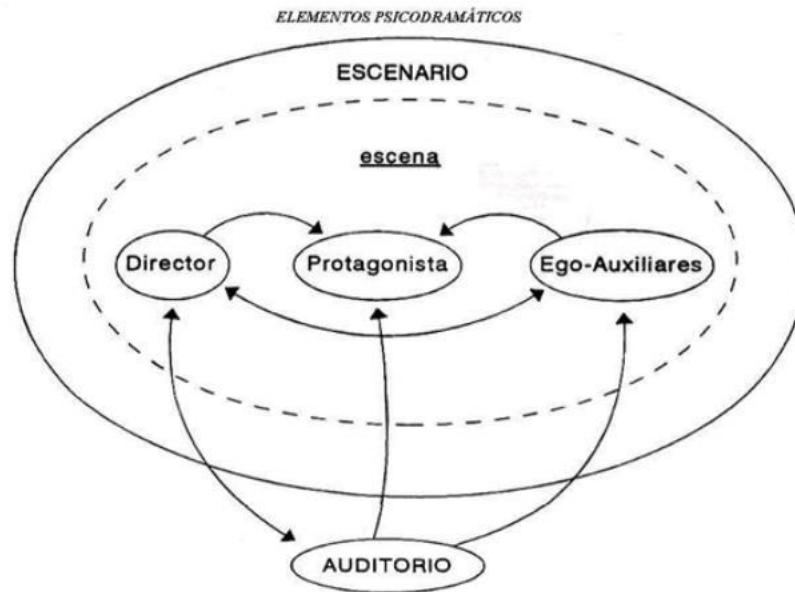 ELEMENTOS PSICODRAMÁTICOS
ESCENARIO
escena
Director
Protagonista
Ego-Auxiliares
AUDITORIO